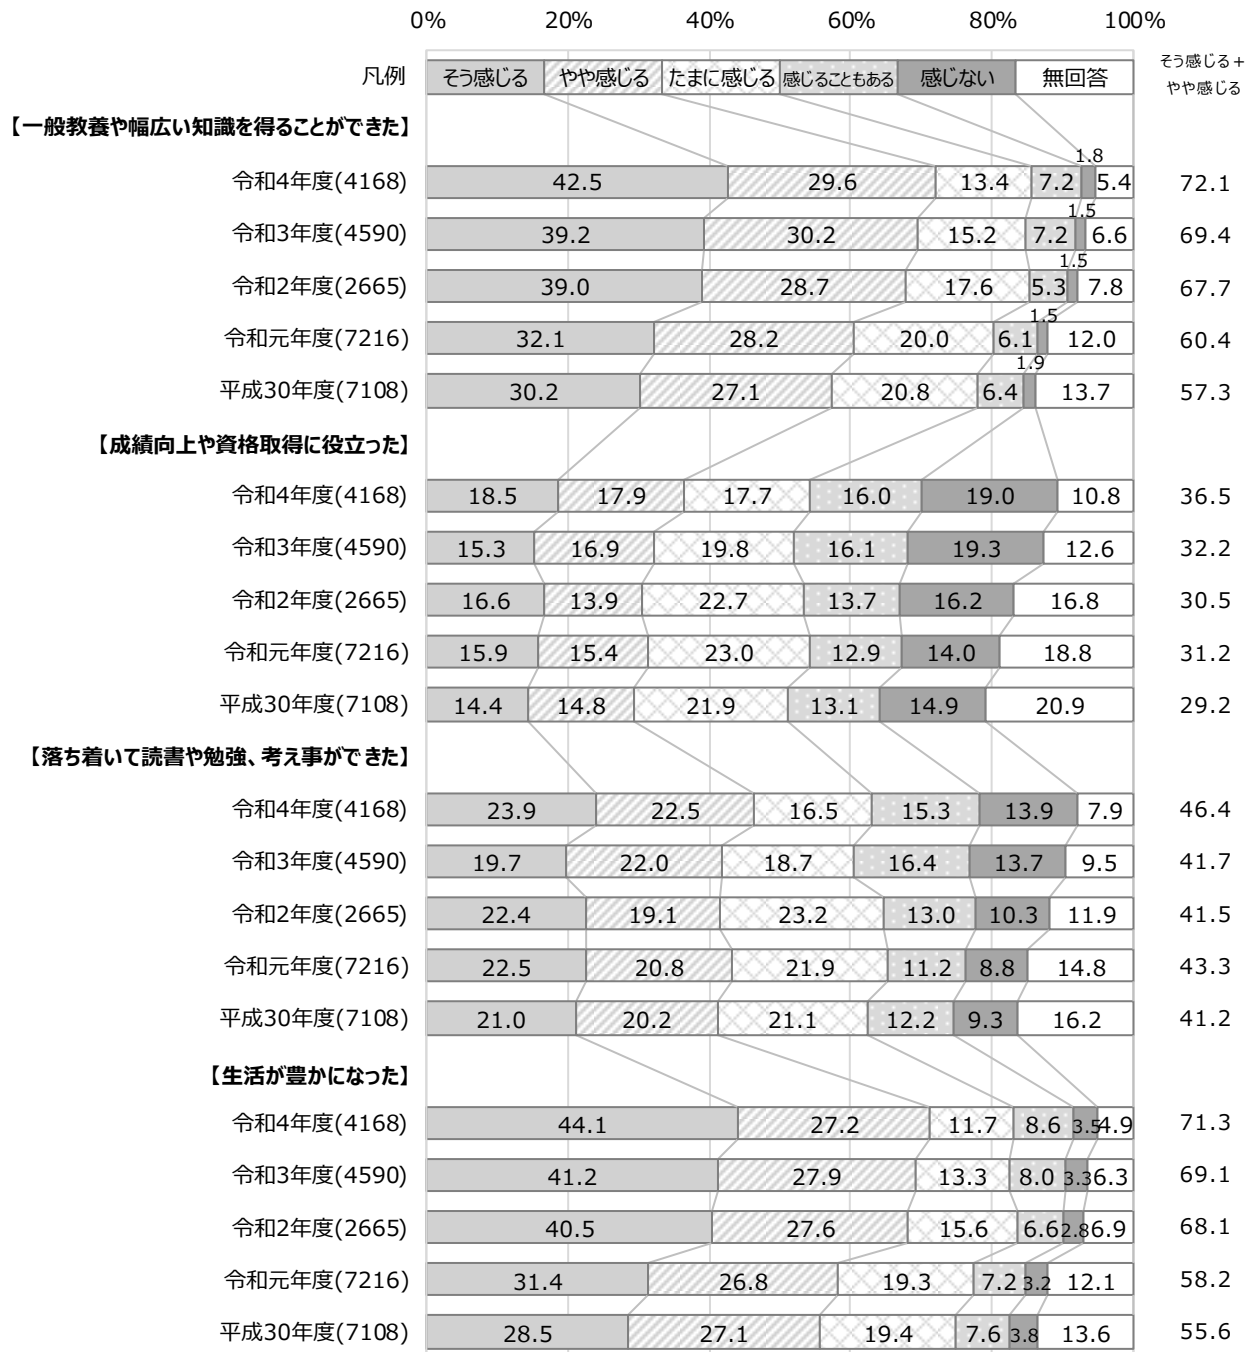 0% 20% 40% 60% 80% 100%
凡例 そう感じる やや感じる たまに感じる 感じることもある 感じない 無回答 そう感じる+
やや感じる
【一般教養や幅広い知識を得ることができた】
令和4年度(4168) 42.5 29.6 13.4 7.2 1.8 5.4 72.1
令和3年度(4590) 39.2 30.2 15.2 7.2 1.5 6.6 69.4
令和2年度(2665) 39.0 28.7 17.6 5.3 1.5 7.8 67.7
令和元年度(7216) 32.1 28.2 20.0 6.1 1.5 12.0 60.4
平成30年度(7108) 30.2 27.1 20.8 6.4 1.9 13.7 57.3
【成績向上や資格取得に役立った】
令和4年度(4168) 18.5 17.9 17.7 16.0 19.0 10.8 36.5
令和3年度(4590) 15.3 16.9 19.8 16.1 19.3 12.6 32.2
令和2年度(2665) 16.6 13.9 22.7 13.7 16.2 16.8 30.5
令和元年度(7216) 15.9 15.4 23.0 12.9 14.0 18.8 31.2
平成30年度(7108) 14.4 14.8 21.9 13.1 14.9 20.9 29.2
【落ち着いて読書や勉強、考え事ができた】
令和4年度(4168) 23.9 22.5 16.5 15.3 13.9 7.9 46.4
令和3年度(4590) 19.7 22.0 18.7 16.4 13.7 9.5 41.7
令和2年度(2665) 22.4 19.1 23.2 13.0 10.3 11.9 41.5
令和元年度(7216) 22.5 20.8 21.9 11.2 8.8 14.8 43.3
平成30年度(7108) 21.0 20.2 21.1 12.2 9.3 16.2 41.2
【生活が豊かになった】
令和4年度(4168) 44.1 27.2 11.7 8.6 3.5 4.9 71.3
令和3年度(4590) 41.2 27.9 13.3 8.0 3.3 6.3 69.1
令和2年度(2665) 40.5 27.6 15.6 6.6 2.8 6.9 68.1
令和元年度(7216) 31.4 26.8 19.3 7.2 3.2 12.1 58.2
平成30年度(7108) 28.5 27.1 19.4 7.6 3.8 13.6 55.6